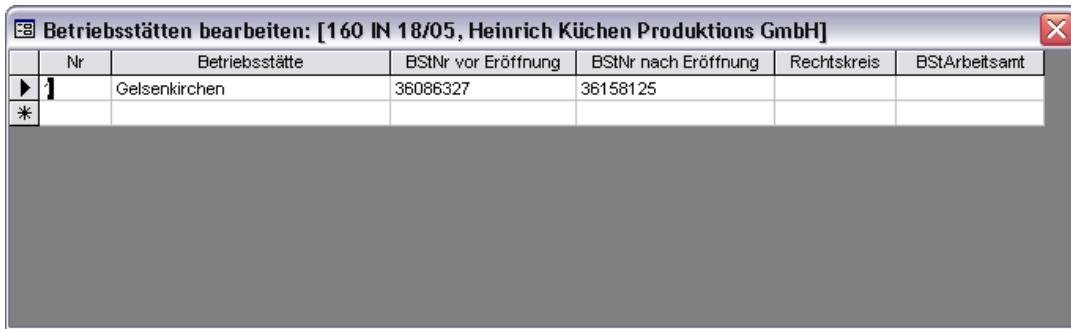 Betriebsstätten bearbeiten: [160 IN 18/05, Heinrich Küchen Produktions GmbH]
Nr Betriebsstätte BStNr vor Eröffnung BStNr nach Eröffnung Rechtskreis BStArbeitsamt
1 Gelsenkirchen 36086327 36158125